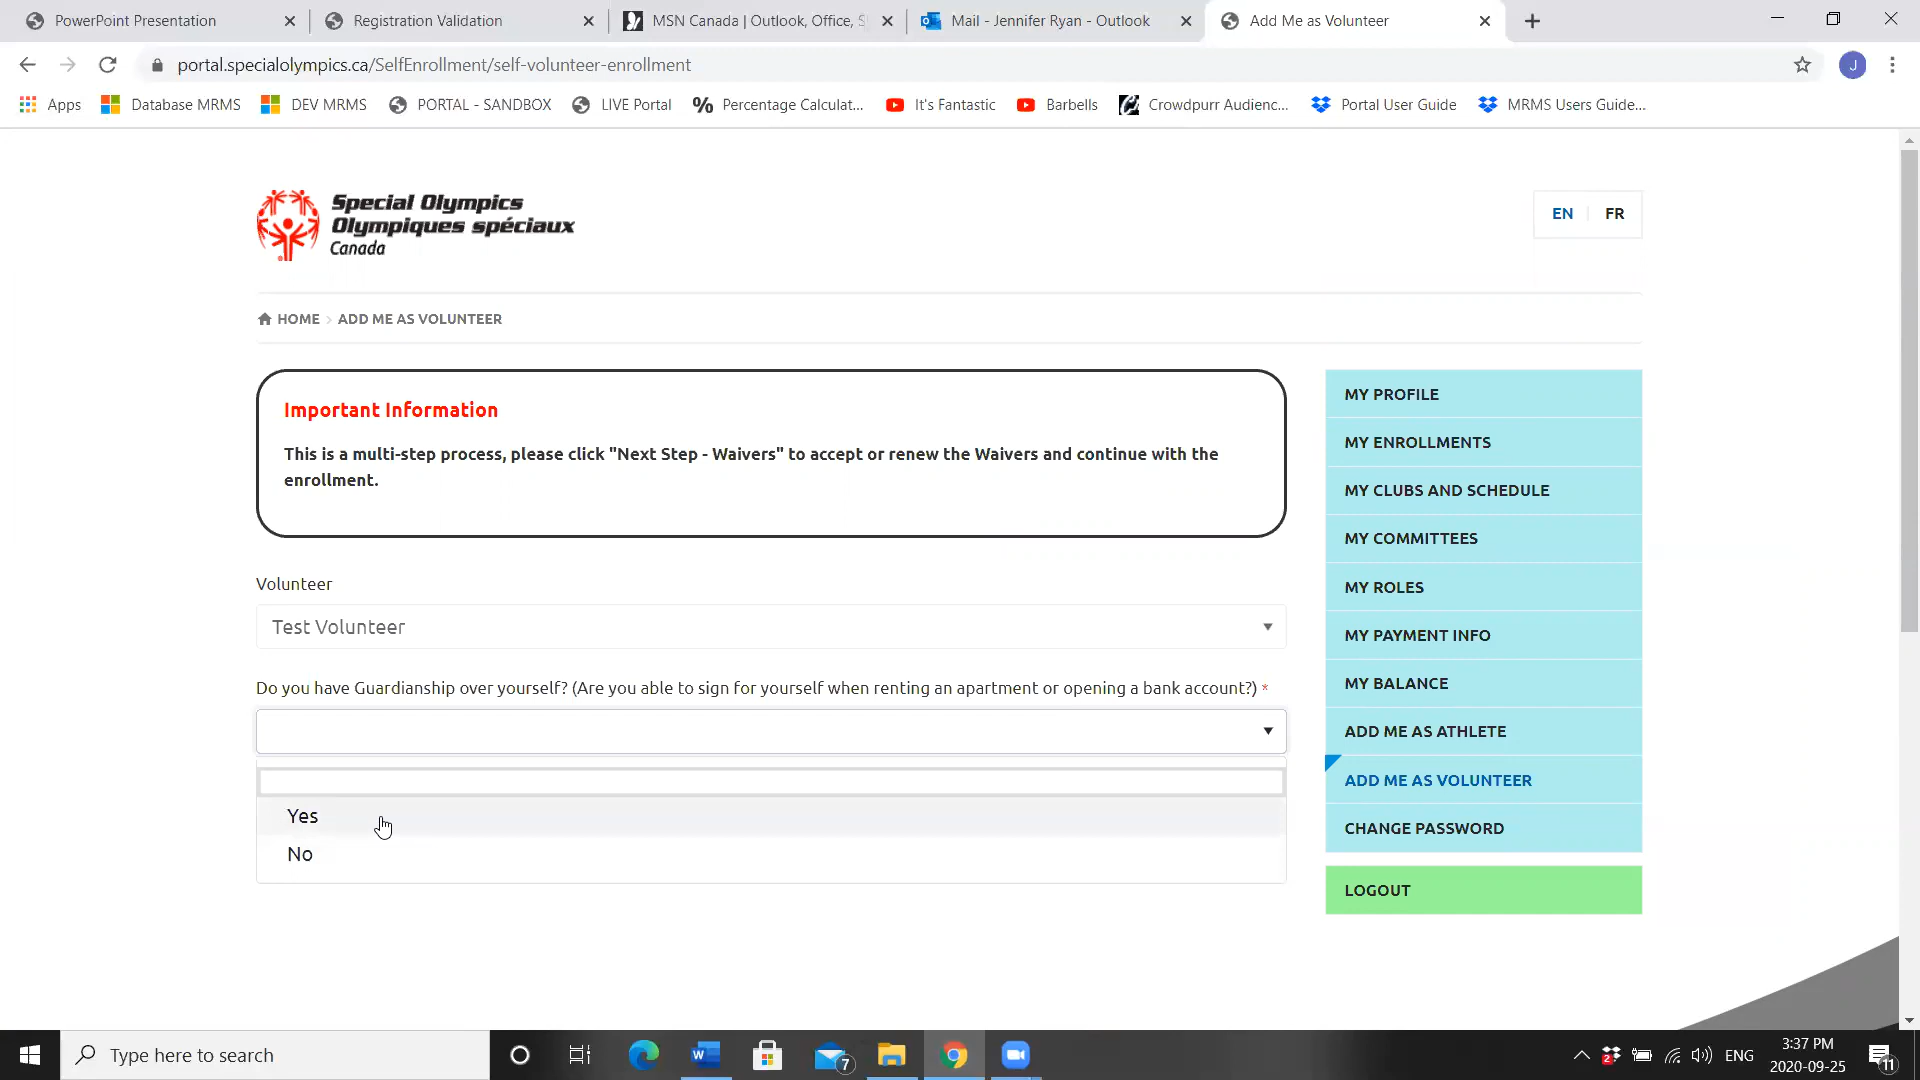 PowerPoint Presentation
Registration Validation
MSN Canada | Outlook, Office, S
Mail - Jennifer Ryan - Outlook
Add Me as Volunteer
portal.specialolympics.ca/SelfEnrollment/self-volunteer-enrollment
J
Apps
Database MRMS
DEV MRMS
PORTAL - SANDBOX
LIVE Portal
% Percentage Calculat...
It's Fantastic
Barbells
Crowdpurr Audienc...
Portal User Guide
MRMS Users Guide...
Special Olympics
Olympiques spéciaux
Canada
EN
FR
HOME > ADD ME AS VOLUNTEER
Important Information
This is a multi-step process, please click "Next Step - Waivers" to accept or renew the Waivers and continue with the
enrollment.
Volunteer
Test Volunteer
Do you have Guardianship over yourself? (Are you able to sign for yourself when renting an apartment or opening a bank account?) *
Yes
No
MY PROFILE
MY ENROLLMENTS
MY CLUBS AND SCHEDULE
MY COMMITTEES
MY ROLES
MY PAYMENT INFO
MY BALANCE
ADD ME AS ATHLETE
ADD ME AS VOLUNTEER
CHANGE PASSWORD
LOGOUT
Type here to search
W
7
2
ENG
3:37 PM
2020-09-25
11